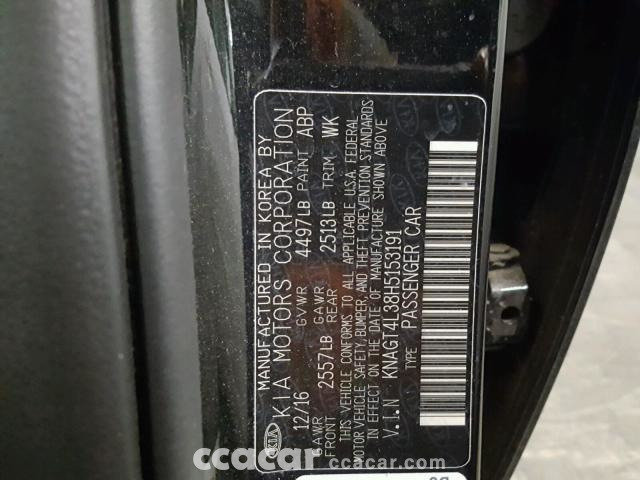 MANUFACTURED IN KOREA BY
KIA KIA MOTORS CORPORATION
12/16 GVWR 4497LB PAINT ABP
GAWR FRONT 2557LB GAWR REAR 2513LB TRIM WK
THIS VEHICLE CONFORMS TO ALL APPLICABLE U.S.A. FEDERAL
MOTOR VEHICLE SAFETY, BUMPER, AND THEFT PREVENTION STANDARDS
IN EFFECT ON THE DATE OF MANUFACTURE SHOWN ABOVE
V.I.N KNAGT4L38H5153191
TYPE PASSENGER CAR
ccacar ccacar.com